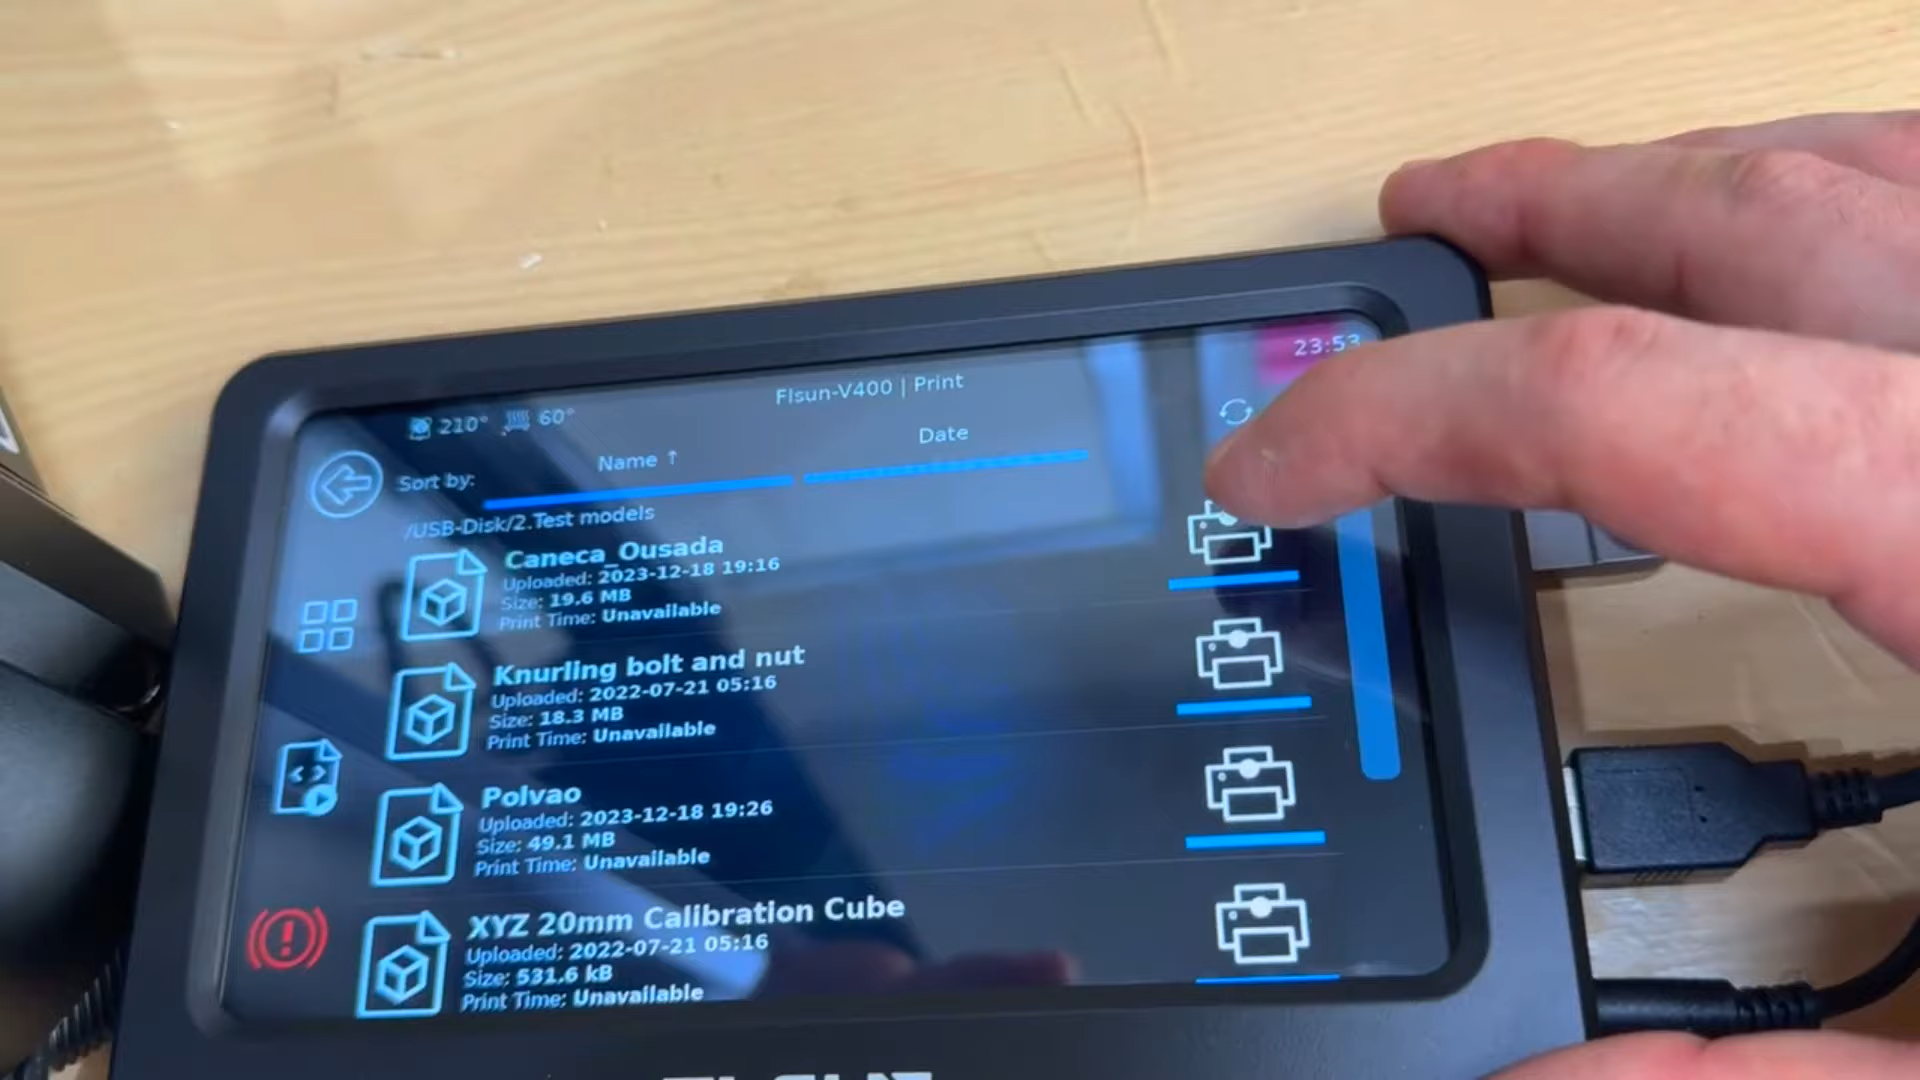 23:53
Flsun-V400 | Print
210° 60°
Sort by: Name ↑ Date
/USB-Disk/2.Test models
Caneca_Ousada
Uploaded: 2023-12-18 19:16
Size: 19.6 MB
Print Time: Unavailable
Knurling bolt and nut
Uploaded: 2022-07-21 05:16
Size: 18.3 MB
Print Time: Unavailable
Polvao
Uploaded: 2023-12-18 19:26
Size: 49.1 MB
Print Time: Unavailable
XYZ 20mm Calibration Cube
Uploaded: 2022-07-21 05:16
Size: 531.6 kB
Print Time: Unavailable